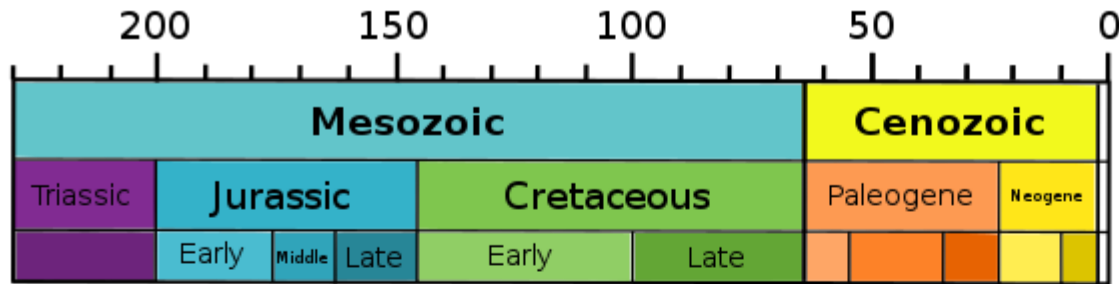 200 150 100 50 0
Mesozoic Cenozoic
Triassic Jurassic Cretaceous Paleogene Neogene
Early Middle Late Early Late